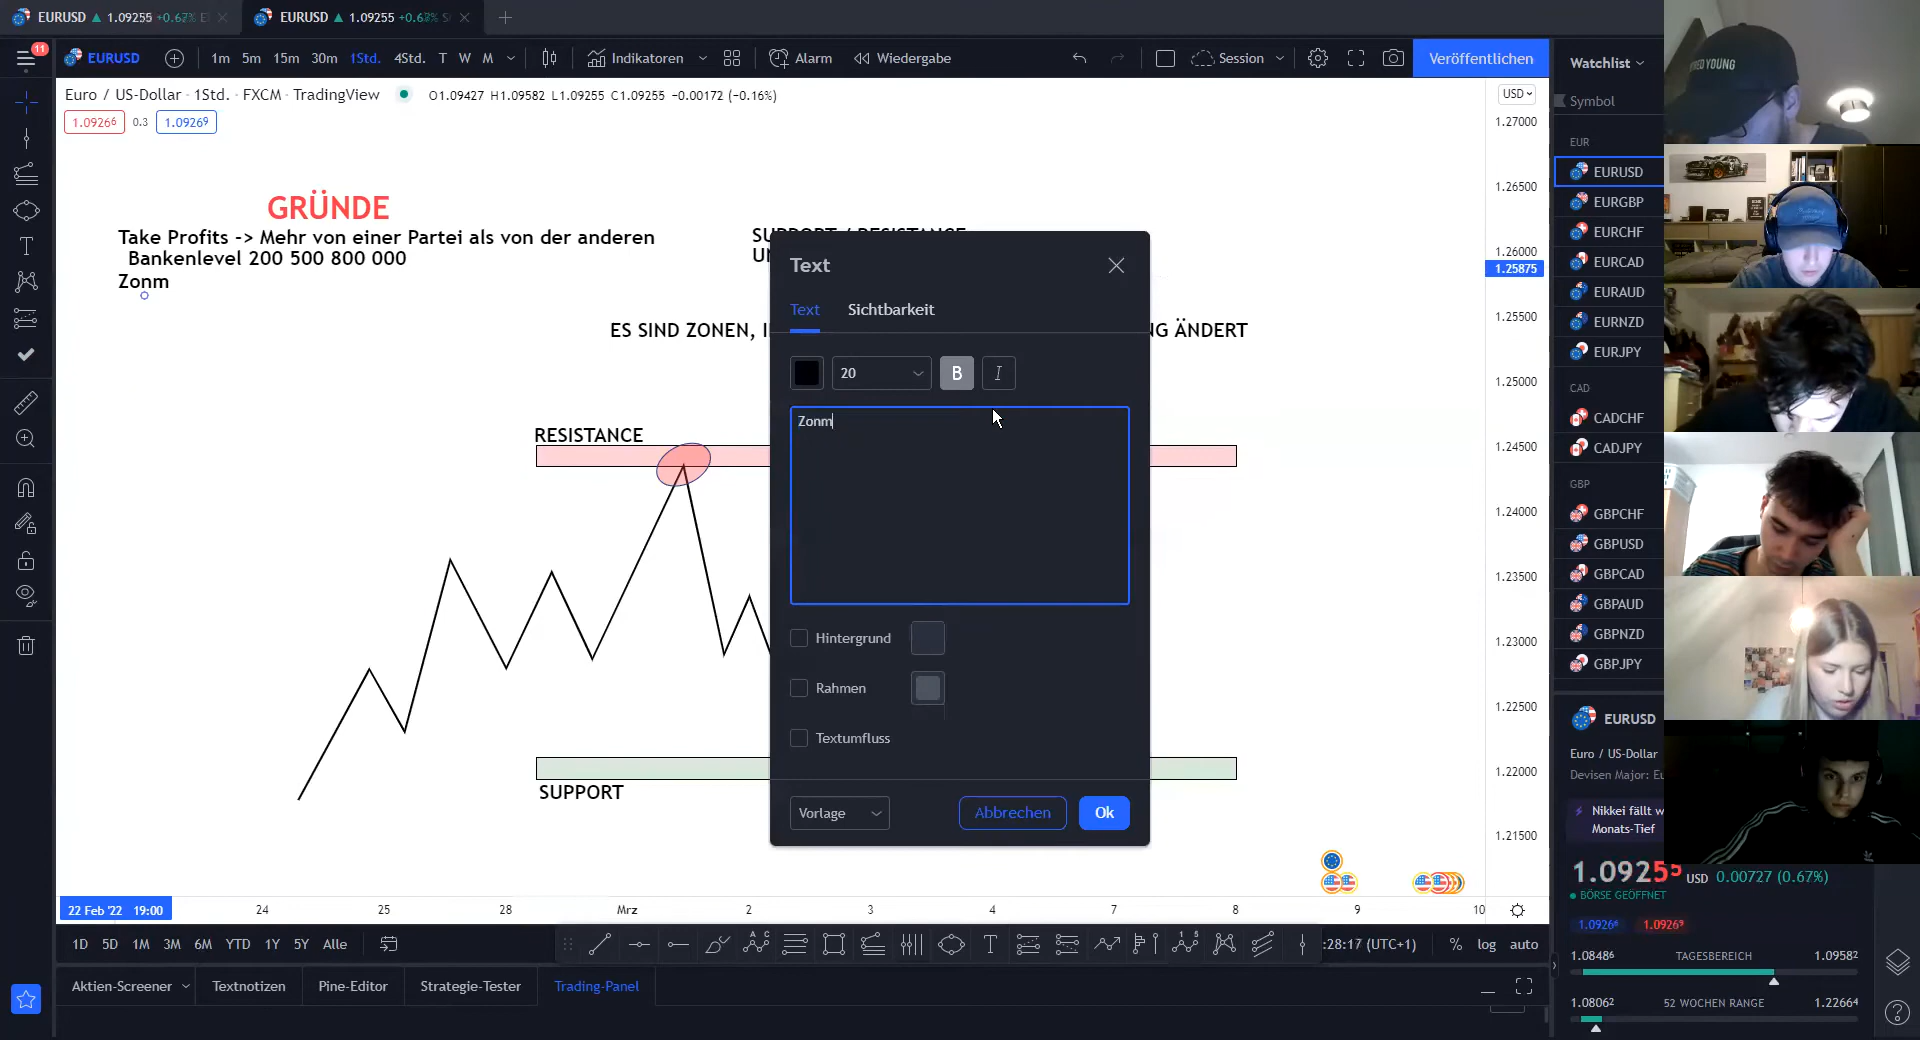 EURUSD ▲ 1.09255 +0.67% E
EURUSD ▲ 1.09255 +0.67% S
11
EURUSD
1m 5m 15m 30m 1Std. 4Std. T W M
Indikatoren
Alarm
Wiedergabe
Session
Veröffentlichen
Euro / US-Dollar · 1Std. · FXCM · TradingView
O1.09427 H1.09582 L1.09255 C1.09255 −0.00172 (−0.16%)
1.09266 0.3 1.09269
USD
1.27000
1.26500
1.26000
1.25875
1.25500
1.25000
1.24500
1.24000
1.23500
1.23000
1.22500
1.22000
1.21500
GRÜNDE
Take Profits -> Mehr von einer Partei als von der anderen
Bankenlevel 200 500 800 000
Zonm
SUPPORT / RESISTANCE
UN
ES SIND ZONEN, I
NG ÄNDERT
RESISTANCE
SUPPORT
Text
Text Sichtbarkeit
20 B I
Zonm
Hintergrund
Rahmen
Textumfluss
Vorlage
Abbrechen
Ok
22 Feb '22 19:00
24 25 28 Mrz 2 3 4 7 8 9 10
1D 5D 1M 3M 6M YTD 1Y 5Y Alle
:28:17 (UTC+1)
% log auto
Aktien-Screener
Textnotizen
Pine-Editor
Strategie-Tester
Trading-Panel
Watchlist
Symbol
EUR
EURUSD
EURGBP
EURCHF
EURCAD
EURAUD
EURNZD
EURJPY
CAD
CADCHF
CADJPY
GBP
GBPCHF
GBPUSD
GBPCAD
GBPAUD
GBPNZD
GBPJPY
EURUSD
Euro / US-Dollar
Devisen Major: Eu
Nikkei fällt w
Monats-Tief
1.09255 USD 0.00727 (0.67%)
BÖRSE GEÖFFNET
1.09266 1.09269
1.08486 TAGESBEREICH 1.09582
1.08062 52 WOCHEN RANGE 1.22664